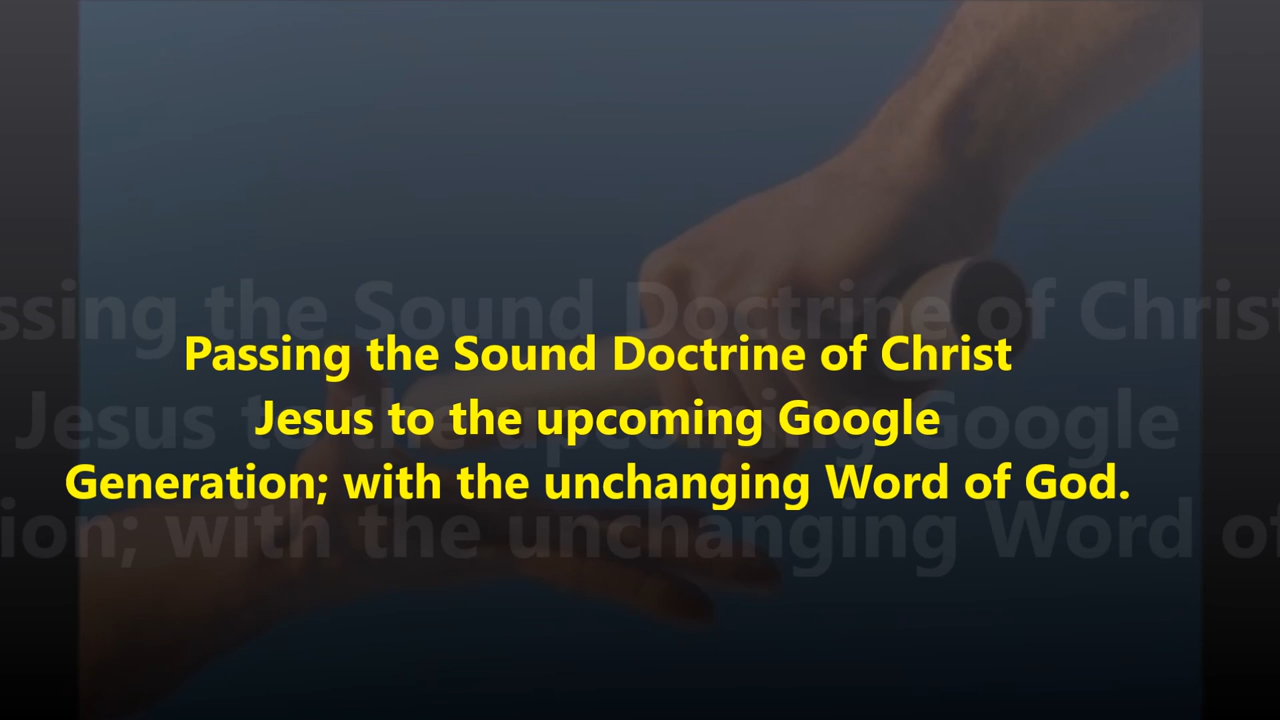 Passing the Sound Doctrine of Christ
Jesus to the upcoming Google
Generation; with the unchanging Word of God.